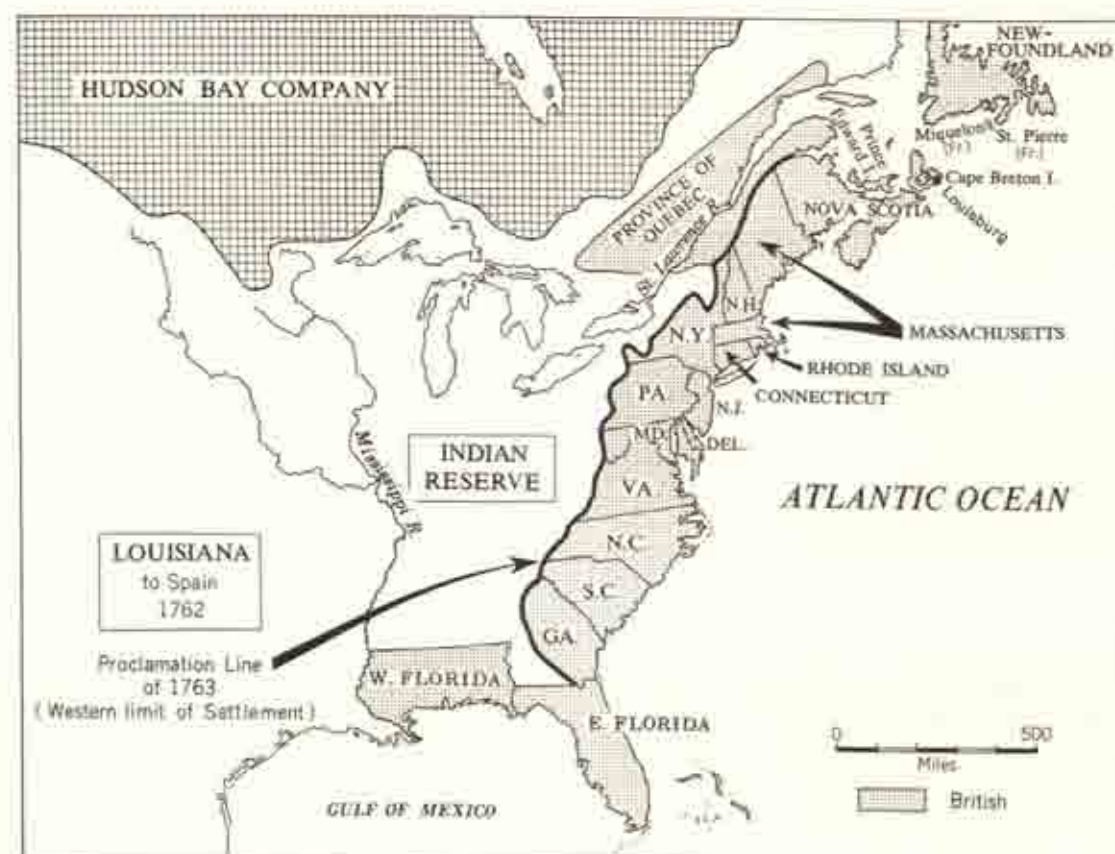 HUDSON BAY COMPANY
NEW-
FOUNDLAND
Miquelon
(Fr.)
St. Pierre
(Fr.)
Prince
Edward I.
Cape Breton I.
Louisburg
NOVA SCOTIA
PROVINCE OF
QUEBEC
St. Lawrence R.
MASSACHUSETTS
N.H.
N.Y.
RHODE ISLAND
CONNECTICUT
PA.
N.J.
MD.
DEL.
INDIAN
RESERVE
Mississippi R.
VA.
ATLANTIC OCEAN
N.C.
LOUISIANA
to Spain
1762
S.C.
GA.
Proclamation Line
of 1763
(Western limit of Settlement)
W. FLORIDA
E. FLORIDA
0 500
Miles
British
GULF OF MEXICO